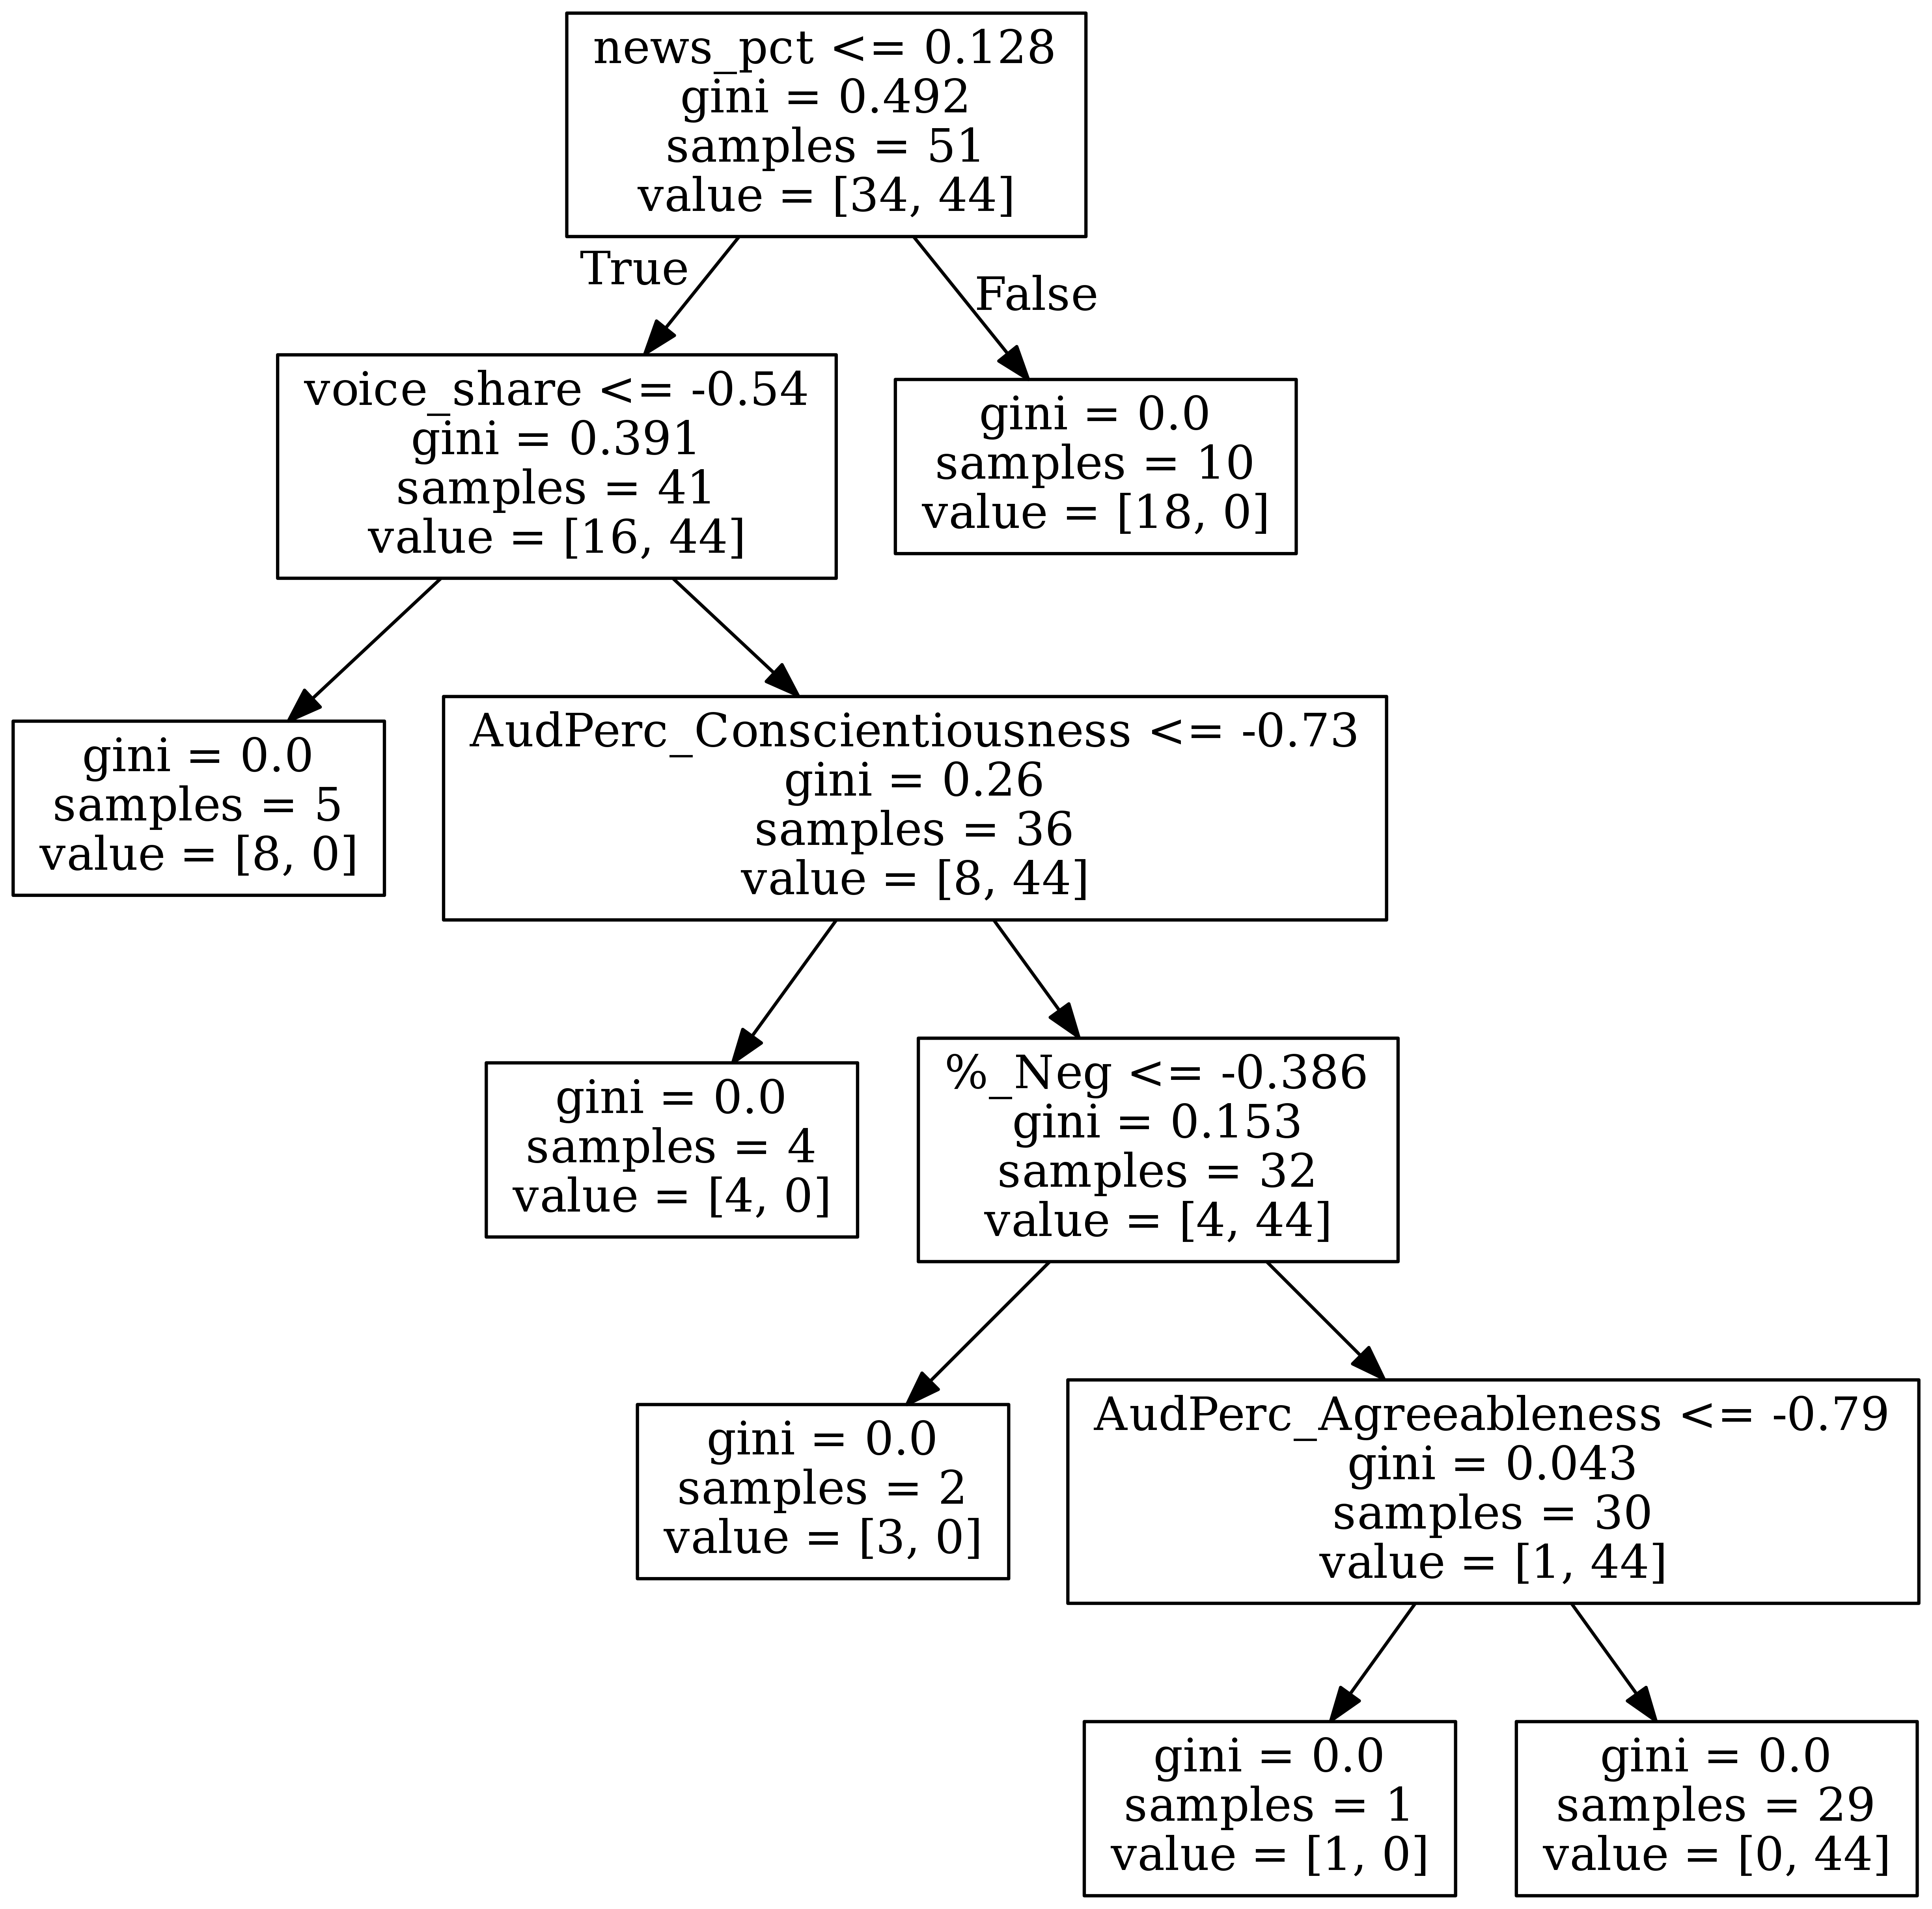 news_pct <= 0.128
gini = 0.492
samples = 51
value = [34, 44]
True
False
voice_share <= -0.54
gini = 0.391
samples = 41
value = [16, 44]
gini = 0.0
samples = 10
value = [18, 0]
gini = 0.0
samples = 5
value = [8, 0]
AudPerc_Conscientiousness <= -0.73
gini = 0.26
samples = 36
value = [8, 44]
gini = 0.0
samples = 4
value = [4, 0]
%_Neg <= -0.386
gini = 0.153
samples = 32
value = [4, 44]
gini = 0.0
samples = 2
value = [3, 0]
AudPerc_Agreeableness <= -0.79
gini = 0.043
samples = 30
value = [1, 44]
gini = 0.0
samples = 1
value = [1, 0]
gini = 0.0
samples = 29
value = [0, 44]